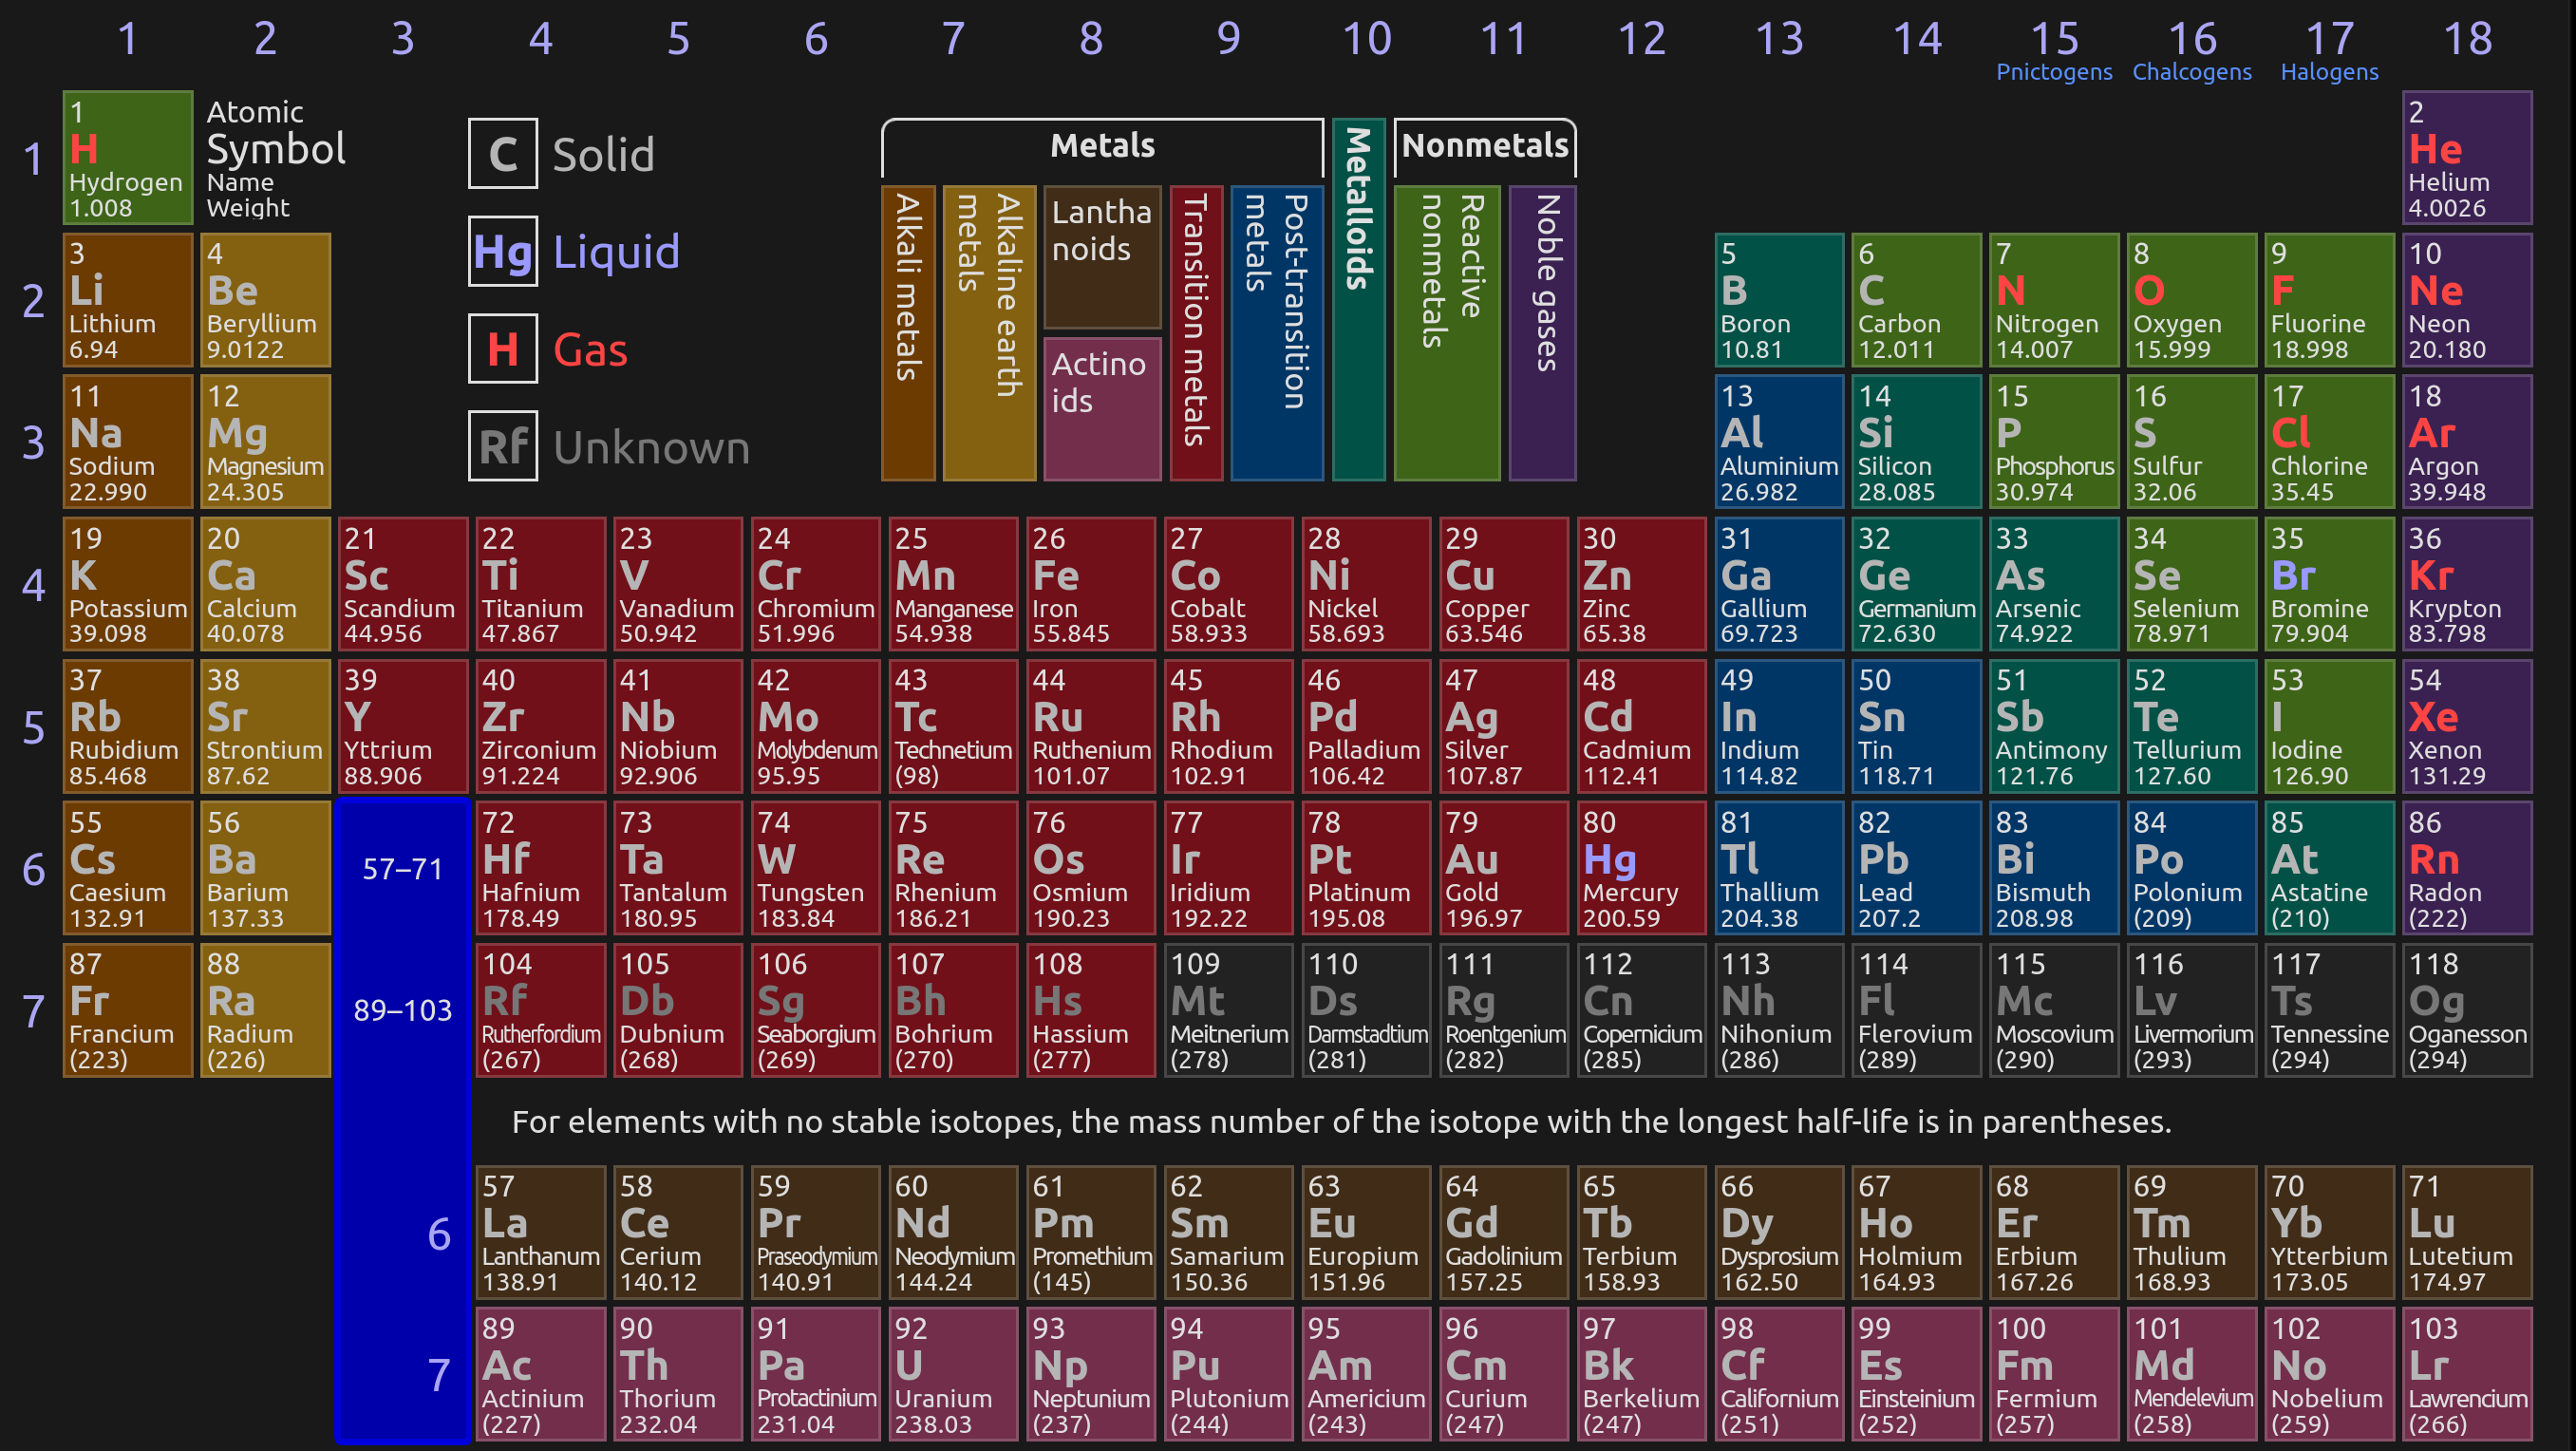 1 2 3 4 5 6 7 8 9 10 11 12 13 14 15 16 17 18
Pnictogens Chalcogens Halogens
1
1
H
Hydrogen
1.008
Atomic
Symbol
Name
Weight
C Solid
Hg Liquid
H Gas
Rf Unknown
Metals
Alkali metals
Alkaline earth
metals
Lantha
noids
Actino
ids
Transition metals
Post-transition
metals
Metalloids
Nonmetals
Reactive
nonmetals
Noble gases
2
He
Helium
4.0026
2
3 4 5 6 7 8 9 10
Li Be B C N O F Ne
Lithium Beryllium Boron Carbon Nitrogen Oxygen Fluorine Neon
6.94 9.0122 10.81 12.011 14.007 15.999 18.998 20.180
3
11 12 13 14 15 16 17 18
Na Mg Al Si P S Cl Ar
Sodium Magnesium Aluminium Silicon Phosphorus Sulfur Chlorine Argon
22.990 24.305 26.982 28.085 30.974 32.06 35.45 39.948
4
19 20 21 22 23 24 25 26 27 28 29 30 31 32 33 34 35 36
K Ca Sc Ti V Cr Mn Fe Co Ni Cu Zn Ga Ge As Se Br Kr
Potassium Calcium Scandium Titanium Vanadium Chromium Manganese Iron Cobalt Nickel Copper Zinc Gallium Germanium Arsenic Selenium Bromine Krypton
39.098 40.078 44.956 47.867 50.942 51.996 54.938 55.845 58.933 58.693 63.546 65.38 69.723 72.630 74.922 78.971 79.904 83.798
5
37 38 39 40 41 42 43 44 45 46 47 48 49 50 51 52 53 54
Rb Sr Y Zr Nb Mo Tc Ru Rh Pd Ag Cd In Sn Sb Te I Xe
Rubidium Strontium Yttrium Zirconium Niobium Molybdenum Technetium Ruthenium Rhodium Palladium Silver Cadmium Indium Tin Antimony Tellurium Iodine Xenon
85.468 87.62 88.906 91.224 92.906 95.95 (98) 101.07 102.91 106.42 107.87 112.41 114.82 118.71 121.76 127.60 126.90 131.29
6
55 56 57–71 72 73 74 75 76 77 78 79 80 81 82 83 84 85 86
Cs Ba Hf Ta W Re Os Ir Pt Au Hg Tl Pb Bi Po At Rn
Caesium Barium Hafnium Tantalum Tungsten Rhenium Osmium Iridium Platinum Gold Mercury Thallium Lead Bismuth Polonium Astatine Radon
132.91 137.33 178.49 180.95 183.84 186.21 190.23 192.22 195.08 196.97 200.59 204.38 207.2 208.98 (209) (210) (222)
7
87 88 89–103 104 105 106 107 108 109 110 111 112 113 114 115 116 117 118
Fr Ra Rf Db Sg Bh Hs Mt Ds Rg Cn Nh Fl Mc Lv Ts Og
Francium Radium Rutherfordium Dubnium Seaborgium Bohrium Hassium Meitnerium Darmstadtium Roentgenium Copernicium Nihonium Flerovium Moscovium Livermorium Tennessine Oganesson
(223) (226) (267) (268) (269) (270) (277) (278) (281) (282) (285) (286) (289) (290) (293) (294) (294)
For elements with no stable isotopes, the mass number of the isotope with the longest half-life is in parentheses.
6
57 58 59 60 61 62 63 64 65 66 67 68 69 70 71
La Ce Pr Nd Pm Sm Eu Gd Tb Dy Ho Er Tm Yb Lu
Lanthanum Cerium Praseodymium Neodymium Promethium Samarium Europium Gadolinium Terbium Dysprosium Holmium Erbium Thulium Ytterbium Lutetium
138.91 140.12 140.91 144.24 (145) 150.36 151.96 157.25 158.93 162.50 164.93 167.26 168.93 173.05 174.97
7
89 90 91 92 93 94 95 96 97 98 99 100 101 102 103
Ac Th Pa U Np Pu Am Cm Bk Cf Es Fm Md No Lr
Actinium Thorium Protactinium Uranium Neptunium Plutonium Americium Curium Berkelium Californium Einsteinium Fermium Mendelevium Nobelium Lawrencium
(227) 232.04 231.04 238.03 (237) (244) (243) (247) (247) (251) (252) (257) (258) (259) (266)